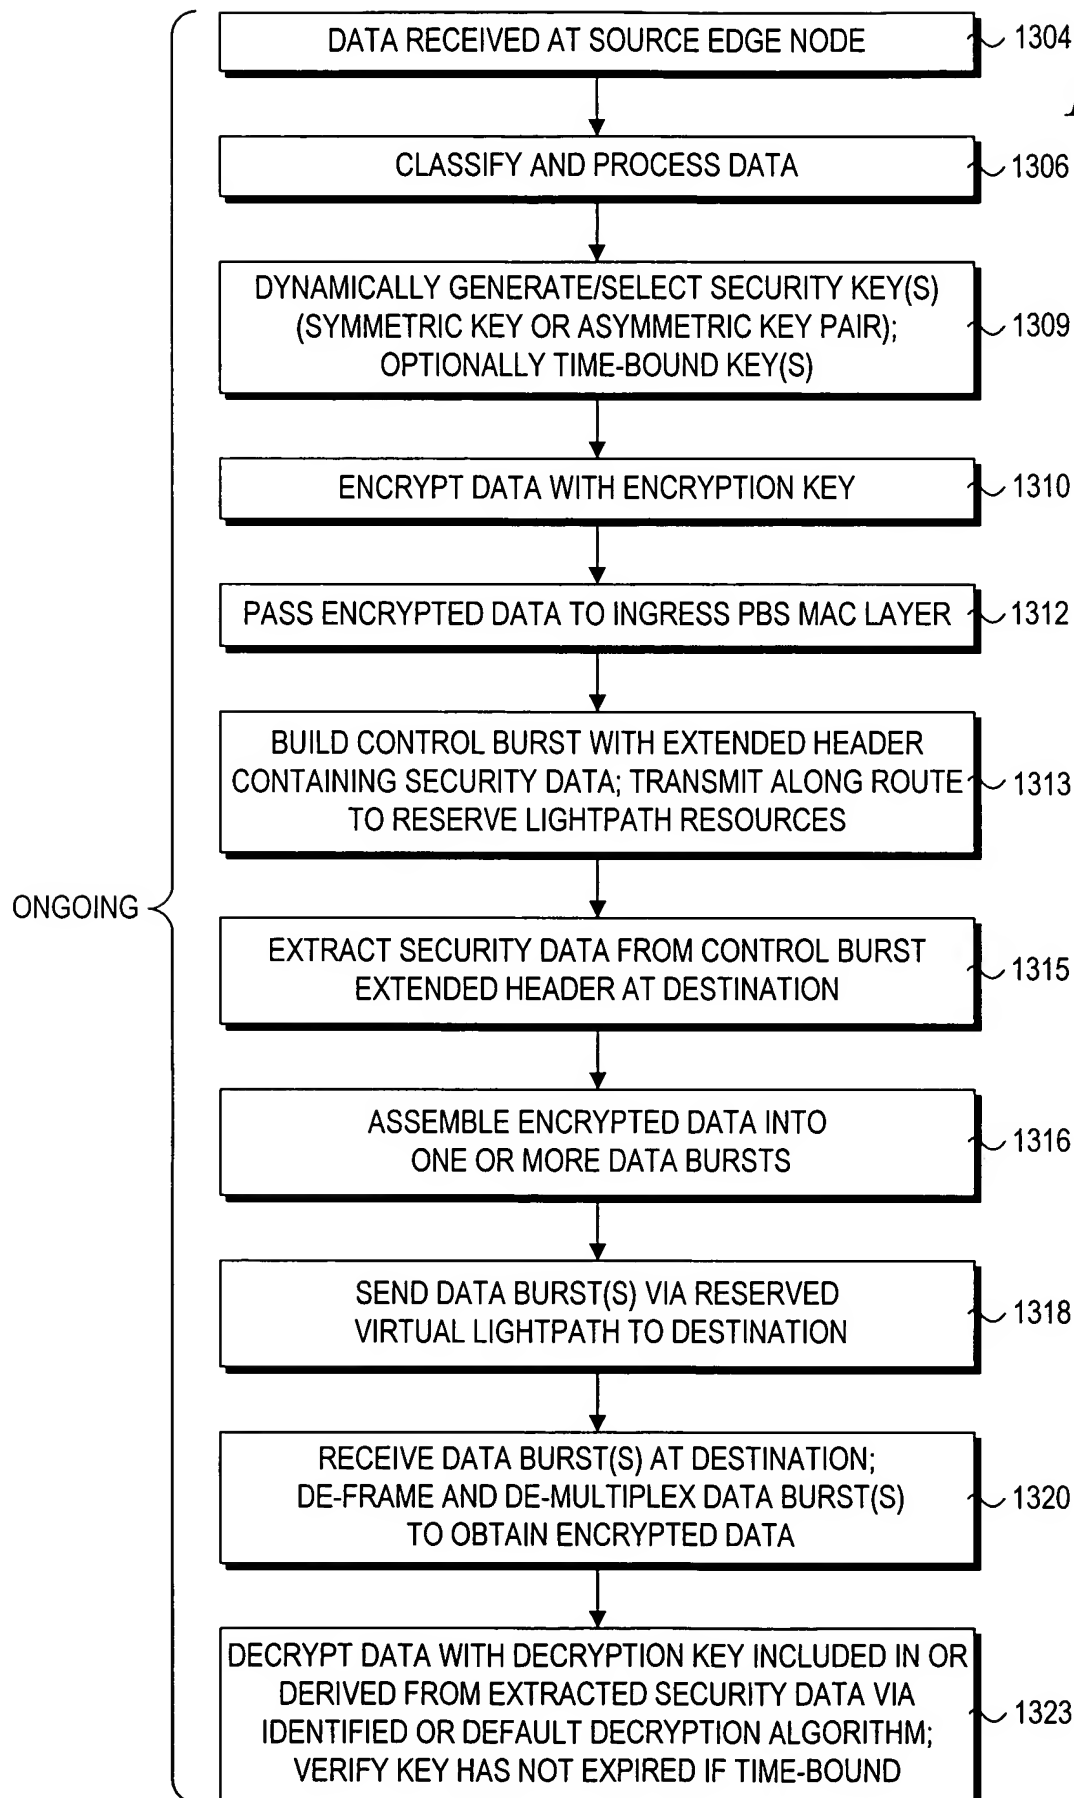 DATA RECEIVED AT SOURCE EDGE NODE
1304
CLASSIFY AND PROCESS DATA
1306
DYNAMICALLY GENERATE/SELECT SECURITY KEY(S)
(SYMMETRIC KEY OR ASYMMETRIC KEY PAIR);
OPTIONALLY TIME-BOUND KEY(S)
1309
ENCRYPT DATA WITH ENCRYPTION KEY
1310
PASS ENCRYPTED DATA TO INGRESS PBS MAC LAYER
1312
BUILD CONTROL BURST WITH EXTENDED HEADER
CONTAINING SECURITY DATA; TRANSMIT ALONG ROUTE
TO RESERVE LIGHTPATH RESOURCES
1313
ONGOING
EXTRACT SECURITY DATA FROM CONTROL BURST
EXTENDED HEADER AT DESTINATION
1315
ASSEMBLE ENCRYPTED DATA INTO
ONE OR MORE DATA BURSTS
1316
SEND DATA BURST(S) VIA RESERVED
VIRTUAL LIGHTPATH TO DESTINATION
1318
RECEIVE DATA BURST(S) AT DESTINATION;
DE-FRAME AND DE-MULTIPLEX DATA BURST(S)
TO OBTAIN ENCRYPTED DATA
1320
DECRYPT DATA WITH DECRYPTION KEY INCLUDED IN OR
DERIVED FROM EXTRACTED SECURITY DATA VIA
IDENTIFIED OR DEFAULT DECRYPTION ALGORITHM;
VERIFY KEY HAS NOT EXPIRED IF TIME-BOUND
1323